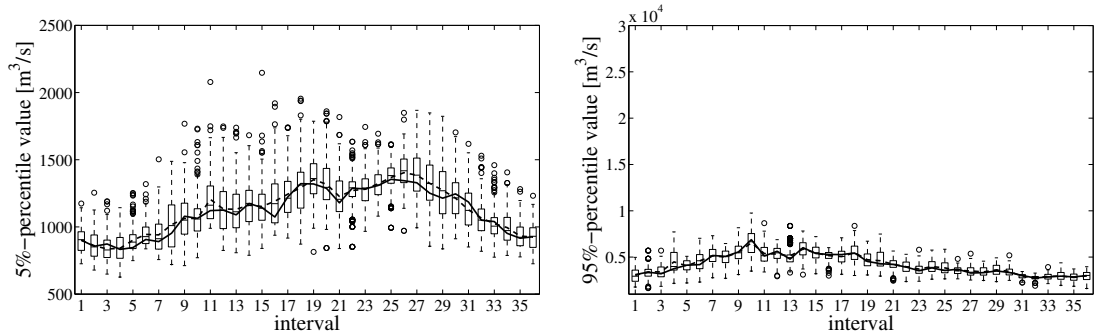 5%−percentile value [m³/s]
2500
2000
1500
1000
500
1 3 5 7 9 11 13 15 17 19 21 23 25 27 29 31 33 35
interval
95%−percentile value [m³/s]
x 10⁴
3
2.5
2
1.5
1
0.5
1 3 5 7 9 11 13 15 17 19 21 23 25 27 29 31 33 35
interval